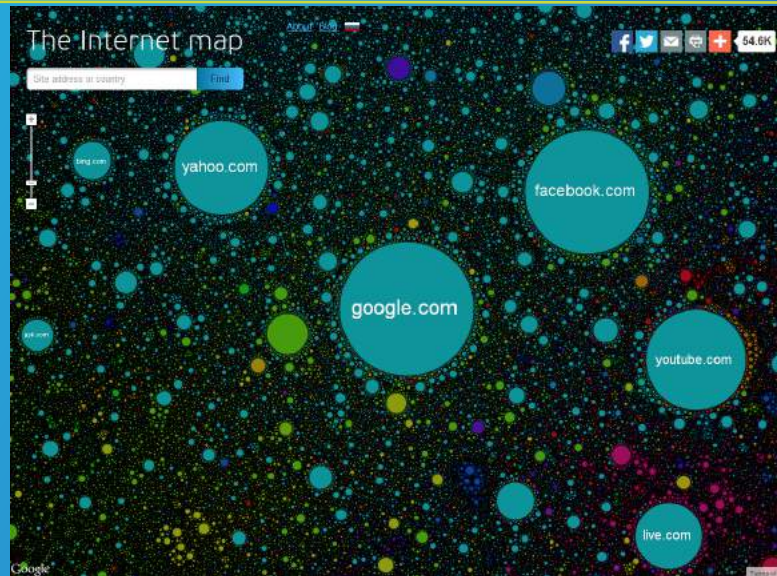 The Internet map
About Blog
Site address or country
Find
54.6K
bing.com
yahoo.com
facebook.com
google.com
youtube.com
live.com
Google